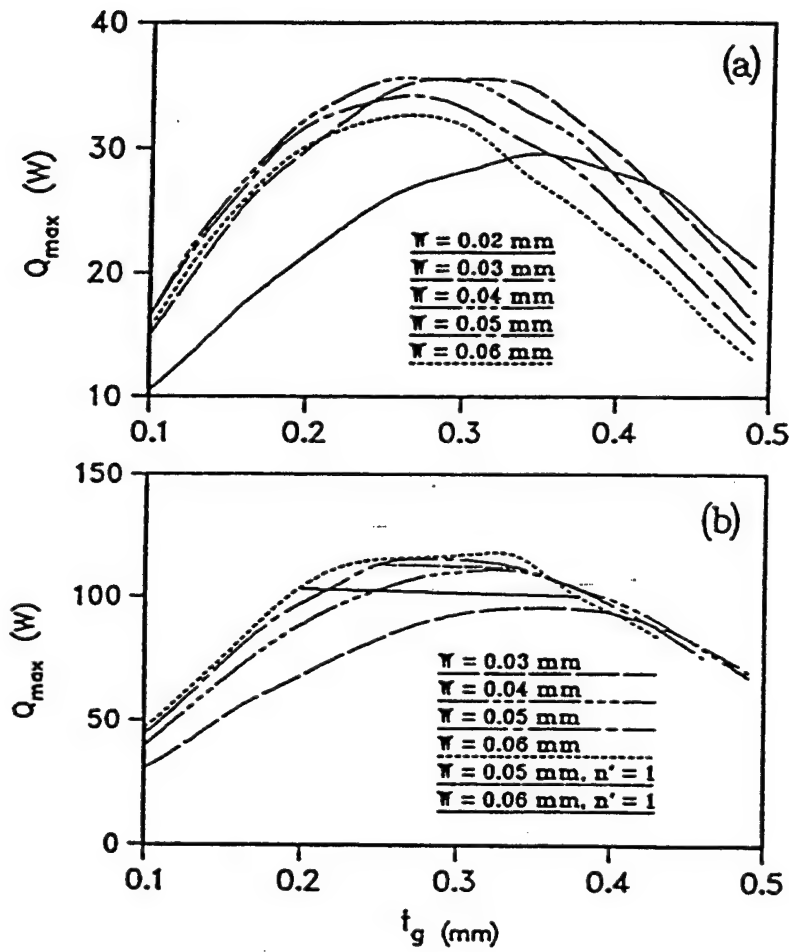 40
30
20
10
Q_max (W)
(a)
W = 0.02 mm
W = 0.03 mm
W = 0.04 mm
W = 0.05 mm
W = 0.06 mm
0.1 0.2 0.3 0.4 0.5
150
100
50
0
Q_max (W)
(b)
W = 0.03 mm
W = 0.04 mm
W = 0.05 mm
W = 0.06 mm
W = 0.05 mm, n' = 1
W = 0.06 mm, n' = 1
0.1 0.2 0.3 0.4 0.5
t_g (mm)